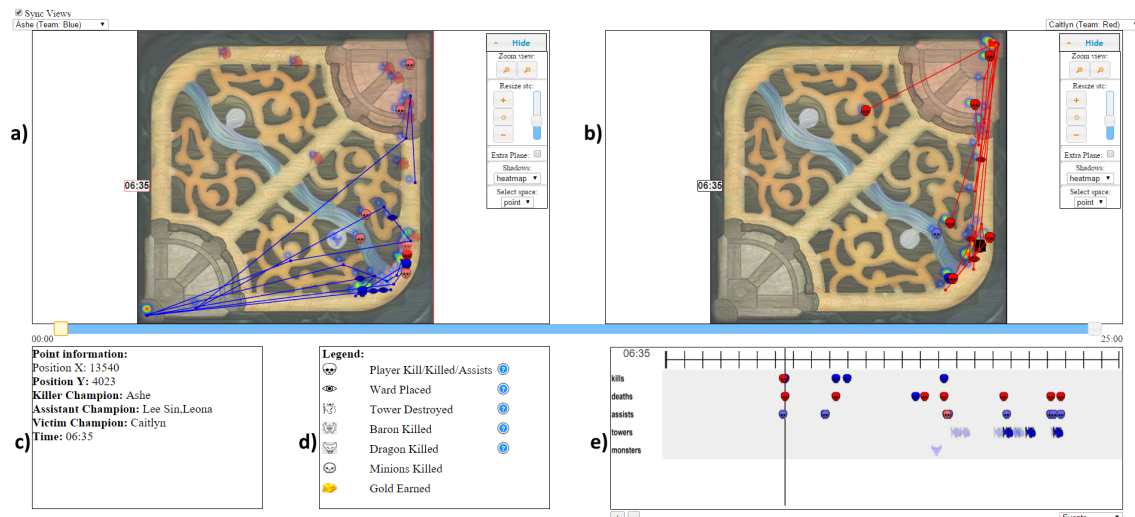 Sync Views
Ashe (Team: Blue)
Caitlyn (Team: Red)
a)
Hide
Zoom view:
Resize stc:
+
o
−
Extra Plane:
Shadows:
heatmap
Select space:
point
06:35
b)
Hide
Zoom view:
Resize stc:
+
o
−
Extra Plane:
Shadows:
heatmap
Select space:
point
06:35
00:00
25:00
c)
Point information:
Position X: 13540
Position Y: 4023
Killer Champion: Ashe
Assistant Champion: Lee Sin,Leona
Victim Champion: Caitlyn
Time: 06:35
d)
Legend:
Player Kill/Killed/Assists ?
Ward Placed ?
Tower Destroyed
Baron Killed ?
Dragon Killed ?
Minions Killed
Gold Earned
e)
06:35
kills
deaths
assists
towers
monsters
Events